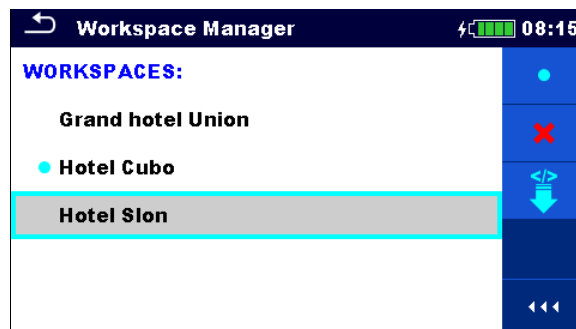 Workspace Manager 08:15
WORKSPACES:
Grand hotel Union
Hotel Cubo
Hotel Slon
</>